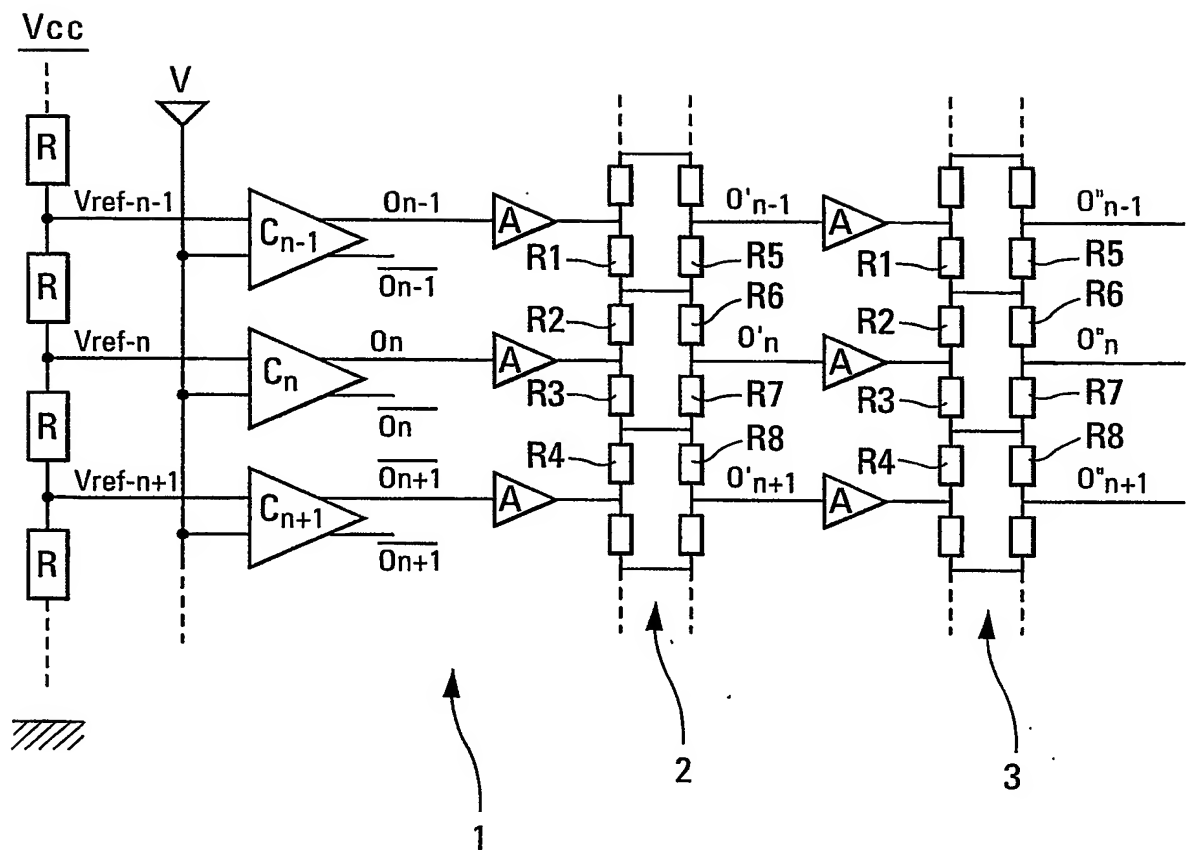 Vcc
V
R
Vref-n-1
Cn-1
On-1
On-1
A
R1
R5
O'n-1
A
R1
R5
O"n-1
R
R2
R6
R2
R6
Vref-n
Cn
On
On
A
R3
R7
O'n
A
R3
R7
O"n
R
R4
R8
R4
R8
Vref-n+1
Cn+1
On+1
On+1
A
O'n+1
A
O"n+1
R
2
3
1